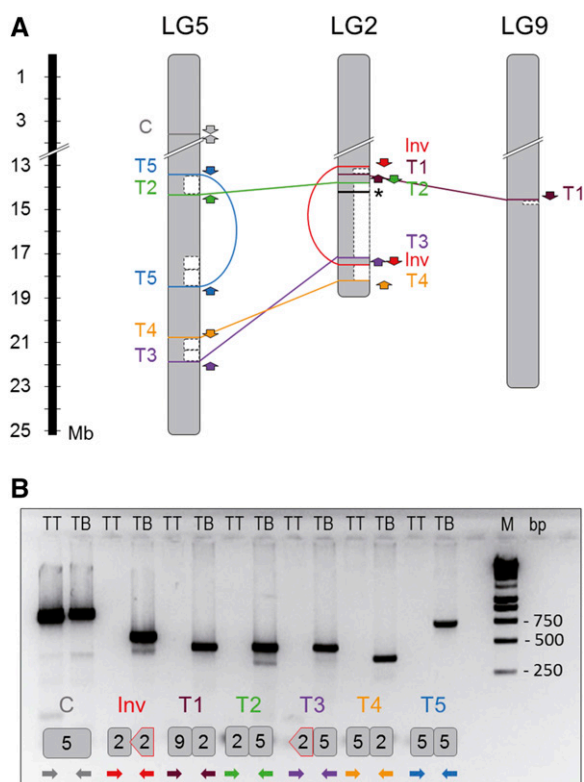 A
LG5 LG2 LG9
1
3
13
15
17
19
21
23
25
Mb
C
T5
T2
T5
T4
T3
Inv
T1
T2
*
T3
Inv
T4
T1
B
TT TB TT TB TT TB TT TB TT TB TT TB TT TB M bp
- 750
- 500
- 250
C Inv T1 T2 T3 T4 T5
5 2 2 9 2 2 5 2 5 5 2 5 5